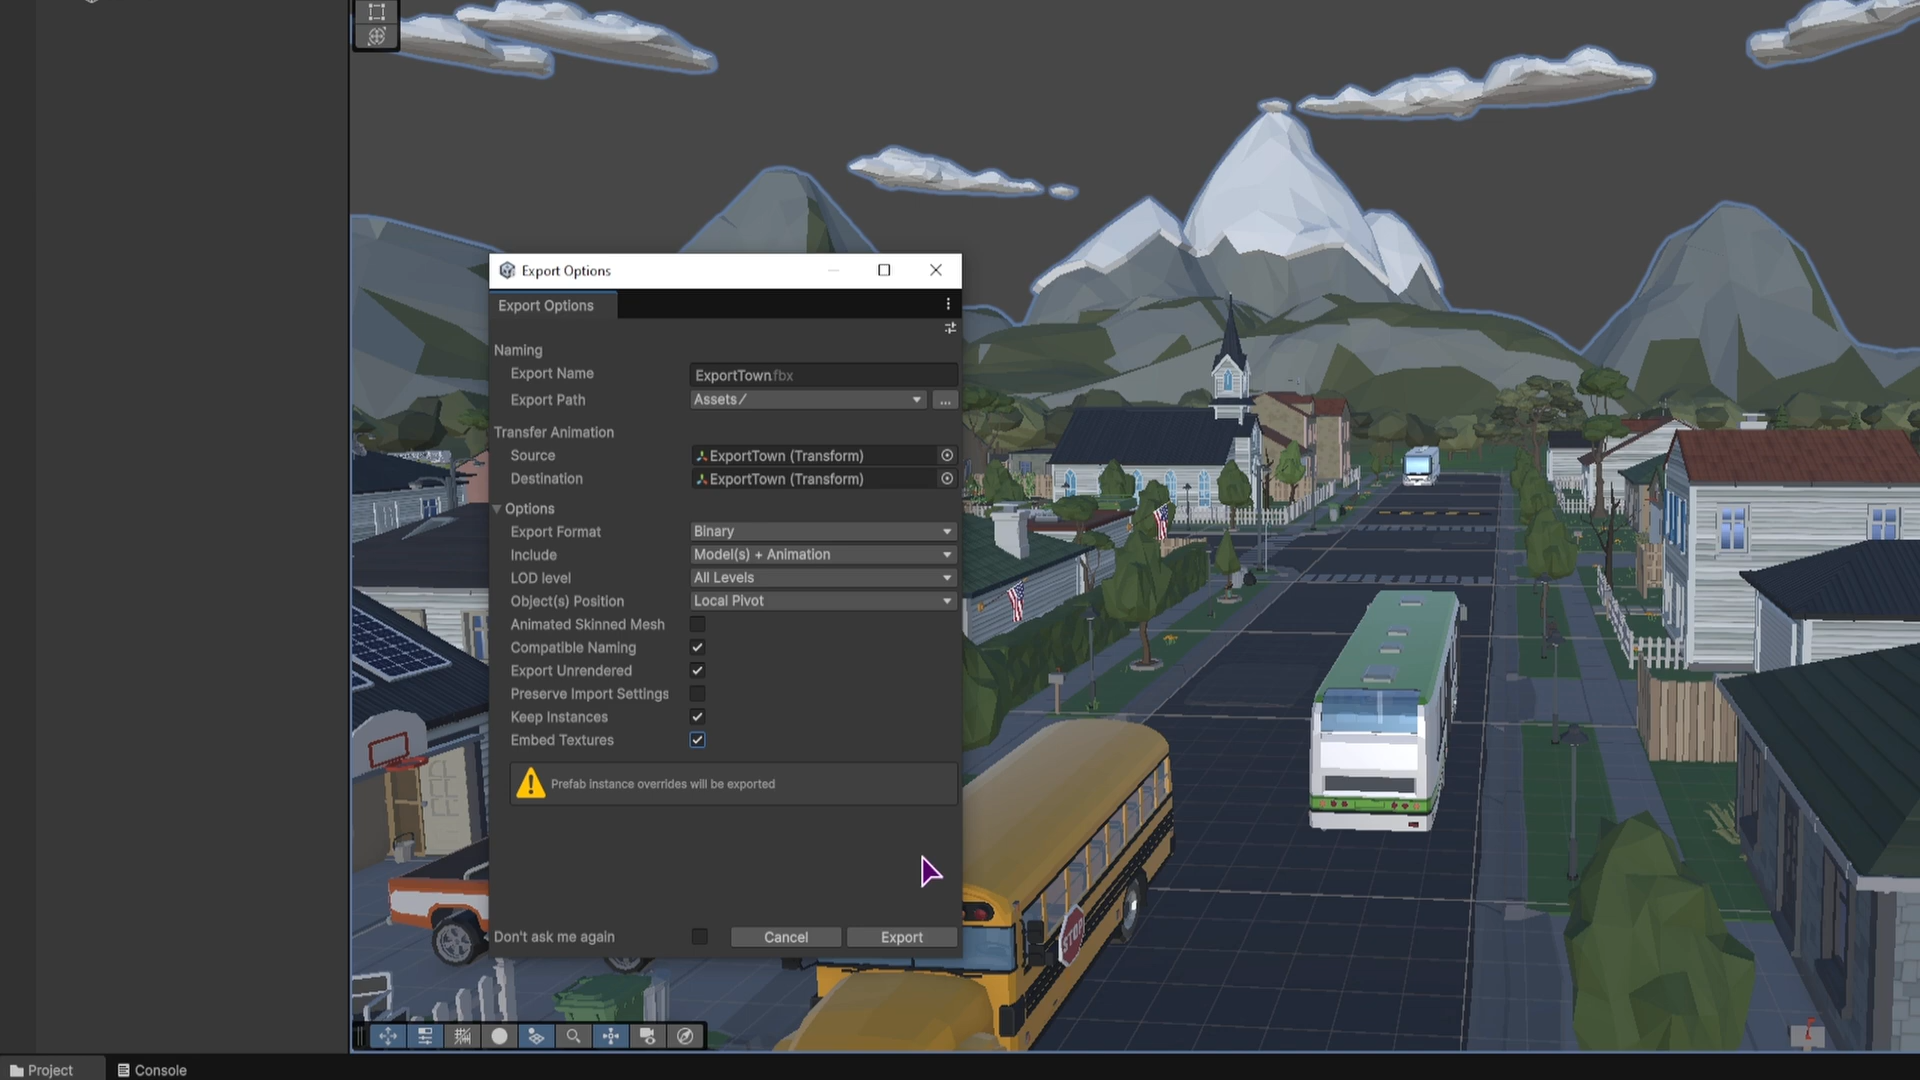 Export Options
Export Options
Naming
Export Name ExportTown.fbx
Export Path Assets/ ...
Transfer Animation
Source ExportTown (Transform)
Destination ExportTown (Transform)
Options
Export Format Binary
Include Model(s) + Animation
LOD level All Levels
Object(s) Position Local Pivot
Animated Skinned Mesh
Compatible Naming
Export Unrendered
Preserve Import Settings
Keep Instances
Embed Textures
Prefab instance overrides will be exported
Don't ask me again Cancel Export
STOP
Project Console